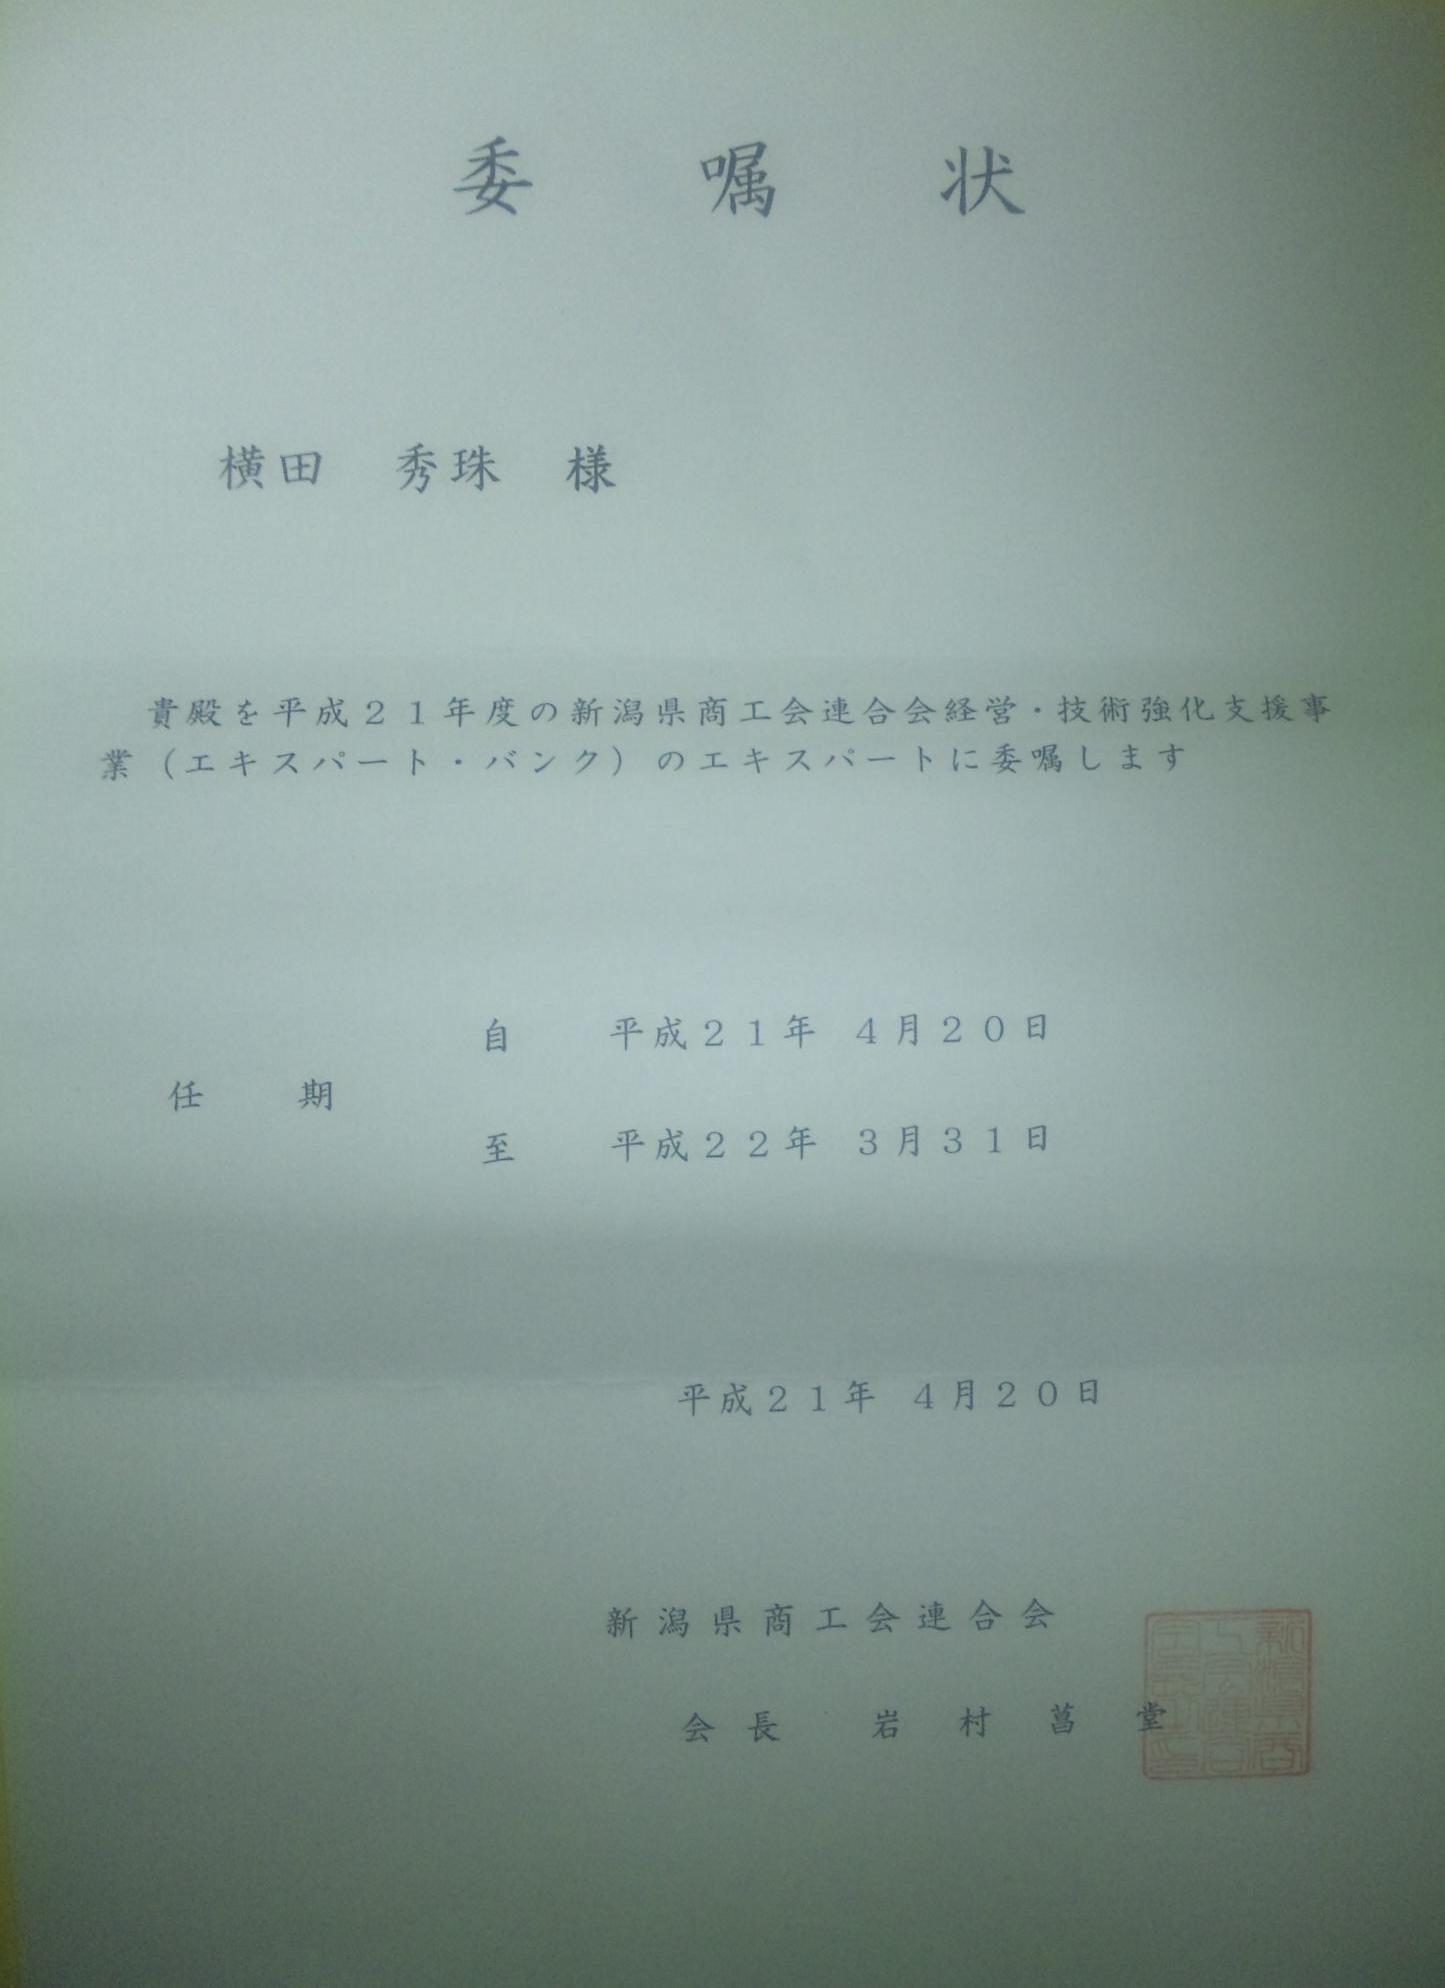 委嘱状
横田 秀珠 様
貴殿を平成21年度の新潟県商工会連合会経営・技術強化支援事
業(エキスパート・バンク)のエキスパートに委嘱します
自 平成21年 4月20日
任 期
至 平成22年 3月31日
平成21年 4月20日
新潟県商工会連合会
会長 岩村菖堂